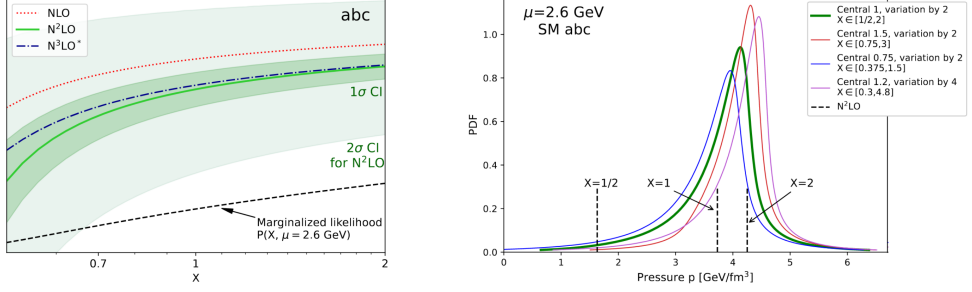 NLO
N²LO
N³LO*
abc
1σ CI
2σ CI
for N²LO
Marginalized likelihood
P(X, μ = 2.6 GeV)
0.7
1
2
X
μ=2.6 GeV
SM abc
Central 1, variation by 2
X∈[1/2,2]
Central 1.5, variation by 2
X∈[0.75,3]
Central 0.75, variation by 2
X∈[0.375,1.5]
Central 1.2, variation by 4
X∈[0.3,4.8]
N²LO
PDF
1.0
0.8
0.6
0.4
0.2
0.0
X=1/2
X=1
X=2
0
1
2
3
4
5
6
Pressure p [GeV/fm³]